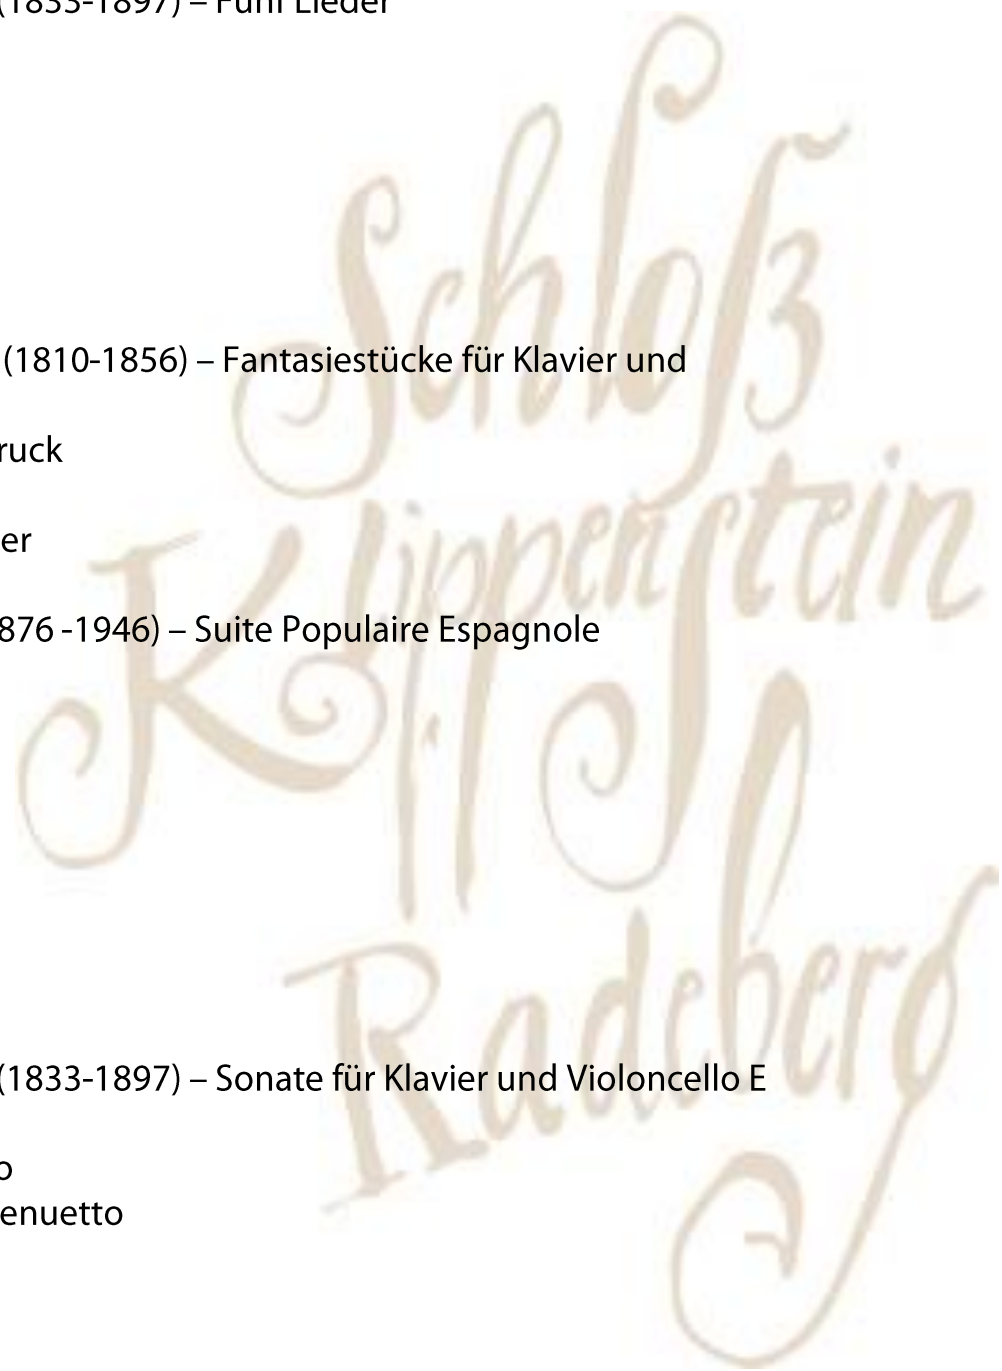 (1833-1897) – Fünf Lieder
Schloß
(1810-1856) – Fantasiestücke für Klavier und
ruck
Klippenstein
er
876 -1946) – Suite Populaire Espagnole
Radeberg
(1833-1897) – Sonate für Klavier und Violoncello E
o
enuetto